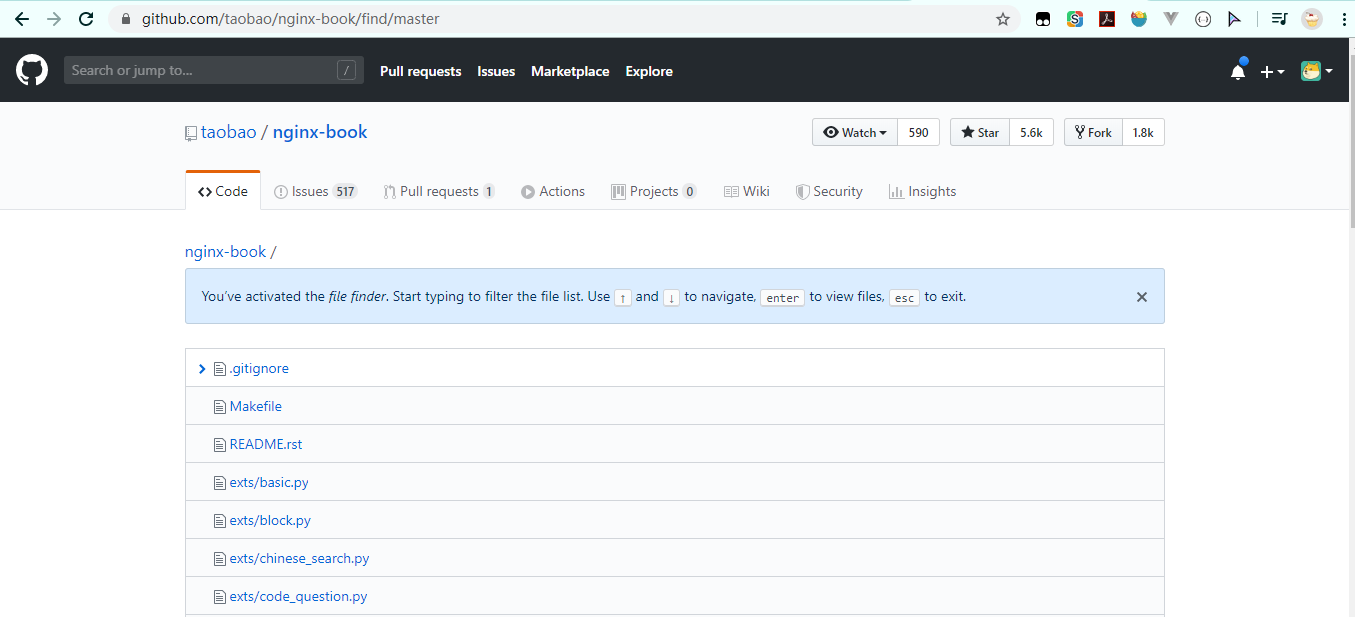 github.com/taobao/nginx-book/find/master
Search or jump to... /
Pull requests Issues Marketplace Explore
taobao / nginx-book
Watch 590 Star 5.6k Fork 1.8k
Code Issues 517 Pull requests 1 Actions Projects 0 Wiki Security Insights
nginx-book /
You’ve activated the file finder. Start typing to filter the file list. Use ↑ and ↓ to navigate, enter to view files, esc to exit.
.gitignore
Makefile
README.rst
exts/basic.py
exts/block.py
exts/chinese_search.py
exts/code_question.py